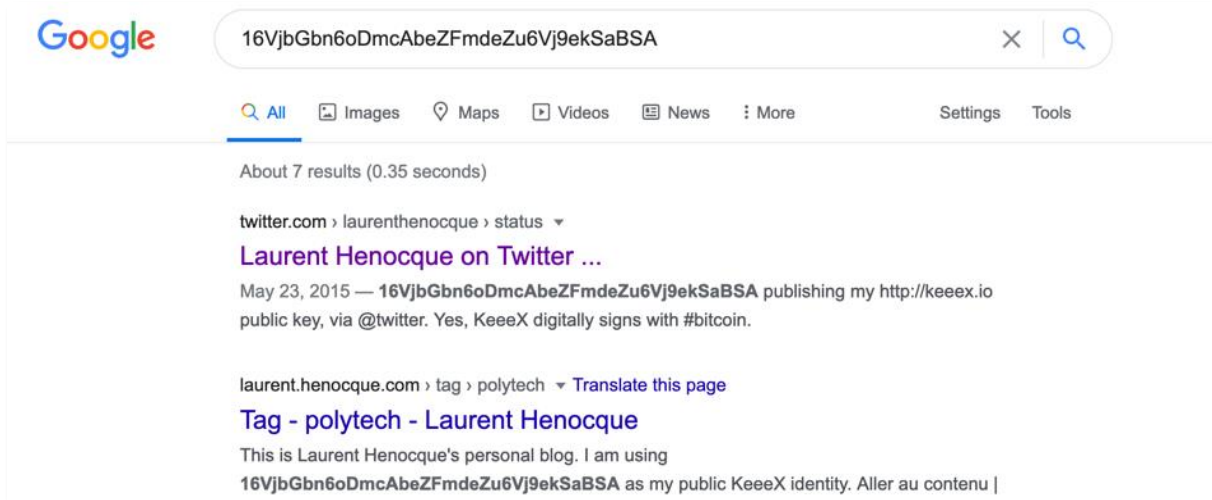 Google 16VjbGbn6oDmcAbeZFmdeZu6Vj9ekSaBSA
All Images Maps Videos News More Settings Tools
About 7 results (0.35 seconds)
twitter.com › laurenthenocque › status
Laurent Henocque on Twitter ...
May 23, 2015 — 16VjbGbn6oDmcAbeZFmdeZu6Vj9ekSaBSA publishing my http://keeex.io
public key, via @twitter. Yes, KeeeX digitally signs with #bitcoin.
laurent.henocque.com › tag › polytech Translate this page
Tag - polytech - Laurent Henocque
This is Laurent Henocque's personal blog. I am using
16VjbGbn6oDmcAbeZFmdeZu6Vj9ekSaBSA as my public KeeeX identity. Aller au contenu |